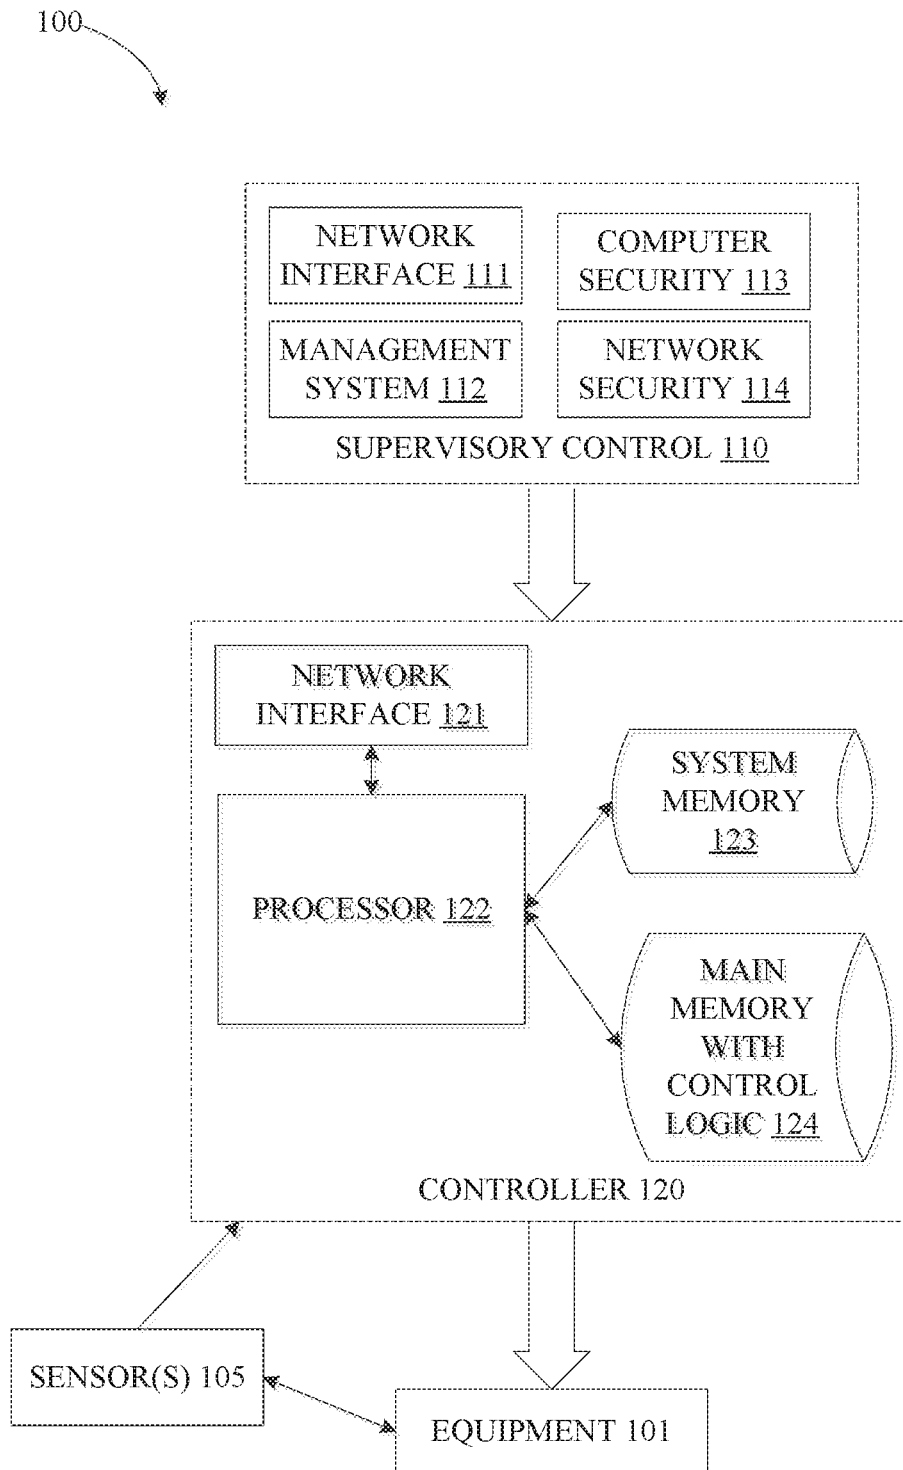 100
NETWORK
INTERFACE 111
COMPUTER
SECURITY 113
MANAGEMENT
SYSTEM 112
NETWORK
SECURITY 114
SUPERVISORY CONTROL 110
NETWORK
INTERFACE 121
SYSTEM
MEMORY
123
PROCESSOR 122
MAIN
MEMORY
WITH
CONTROL
LOGIC 124
CONTROLLER 120
SENSOR(S) 105
EQUIPMENT 101